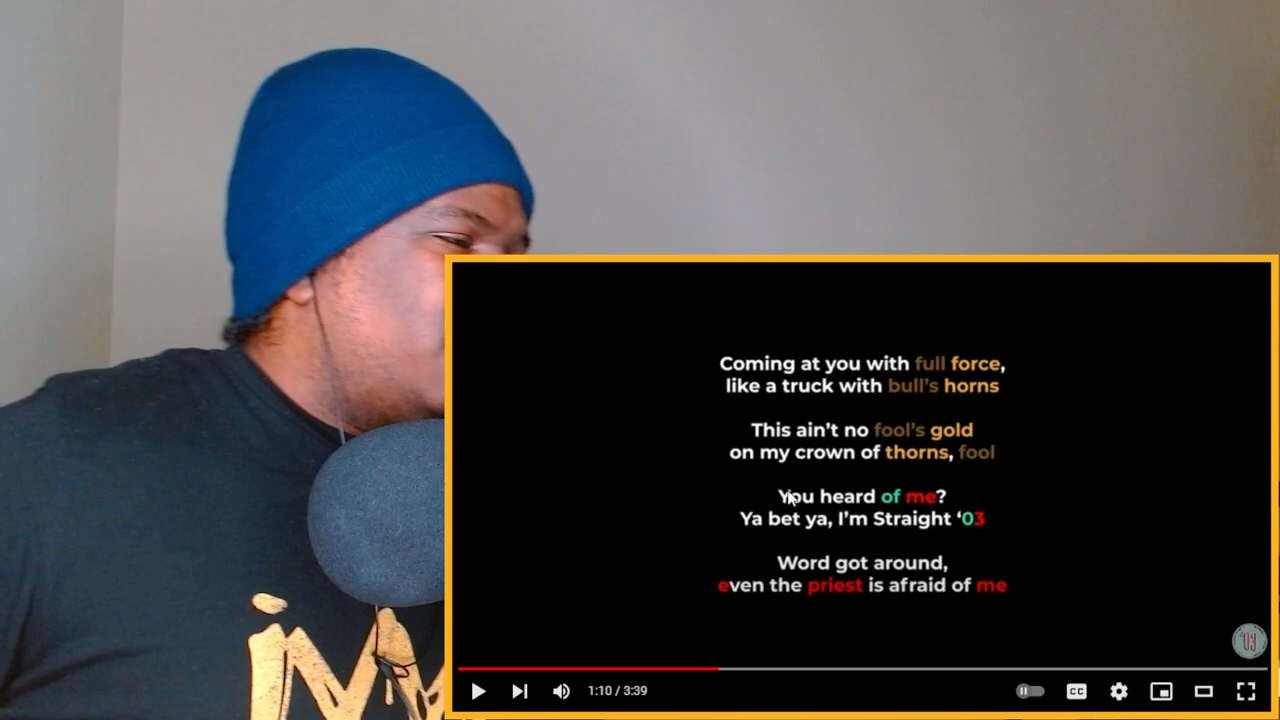 Coming at you with full force,
like a truck with bull's horns
This ain't no fool's gold
on my crown of thorns, fool
You heard of me?
Ya bet ya, I'm Straight ‘03
Word got around,
even the priest is afraid of me
'03
1:10 / 3:39
CC